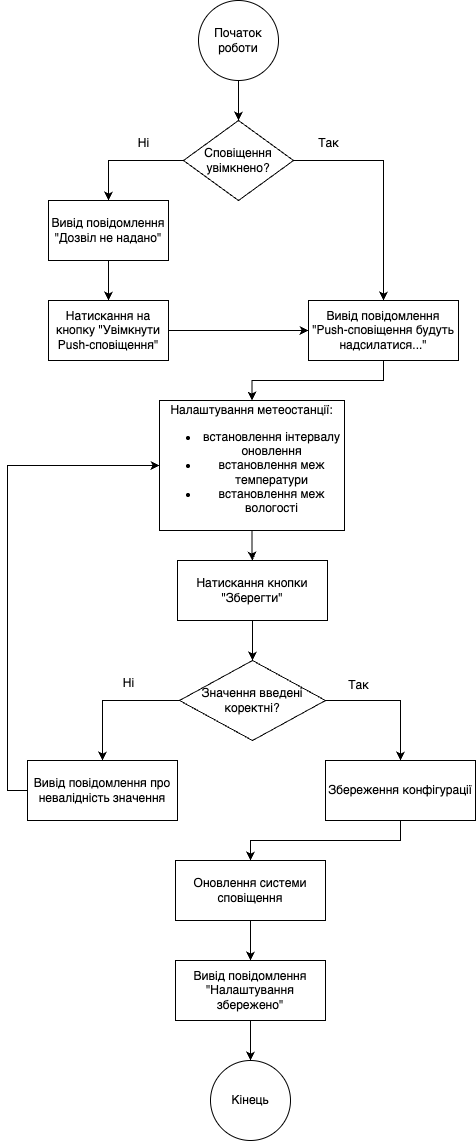 Початок
роботи
Сповіщення
увімкнено?
Ні
Так
Вивід повідомлення
"Дозвіл не надано"
Натискання на
кнопку "Увімкнути
Push-сповіщення"
Вивід повідомлення
"Push-сповіщення будуть
надсилатися..."
Налаштування метеостанції:
• встановлення інтервалу
оновлення
• встановлення меж
температури
• встановлення меж
вологості
Натискання кнопки
"Зберегти"
Значення введені
коректні?
Ні
Так
Вивід повідомлення про
невалідність значення
Збереження конфігурації
Оновлення системи
сповіщення
Вивід повідомлення
"Налаштування
збережено"
Кінець